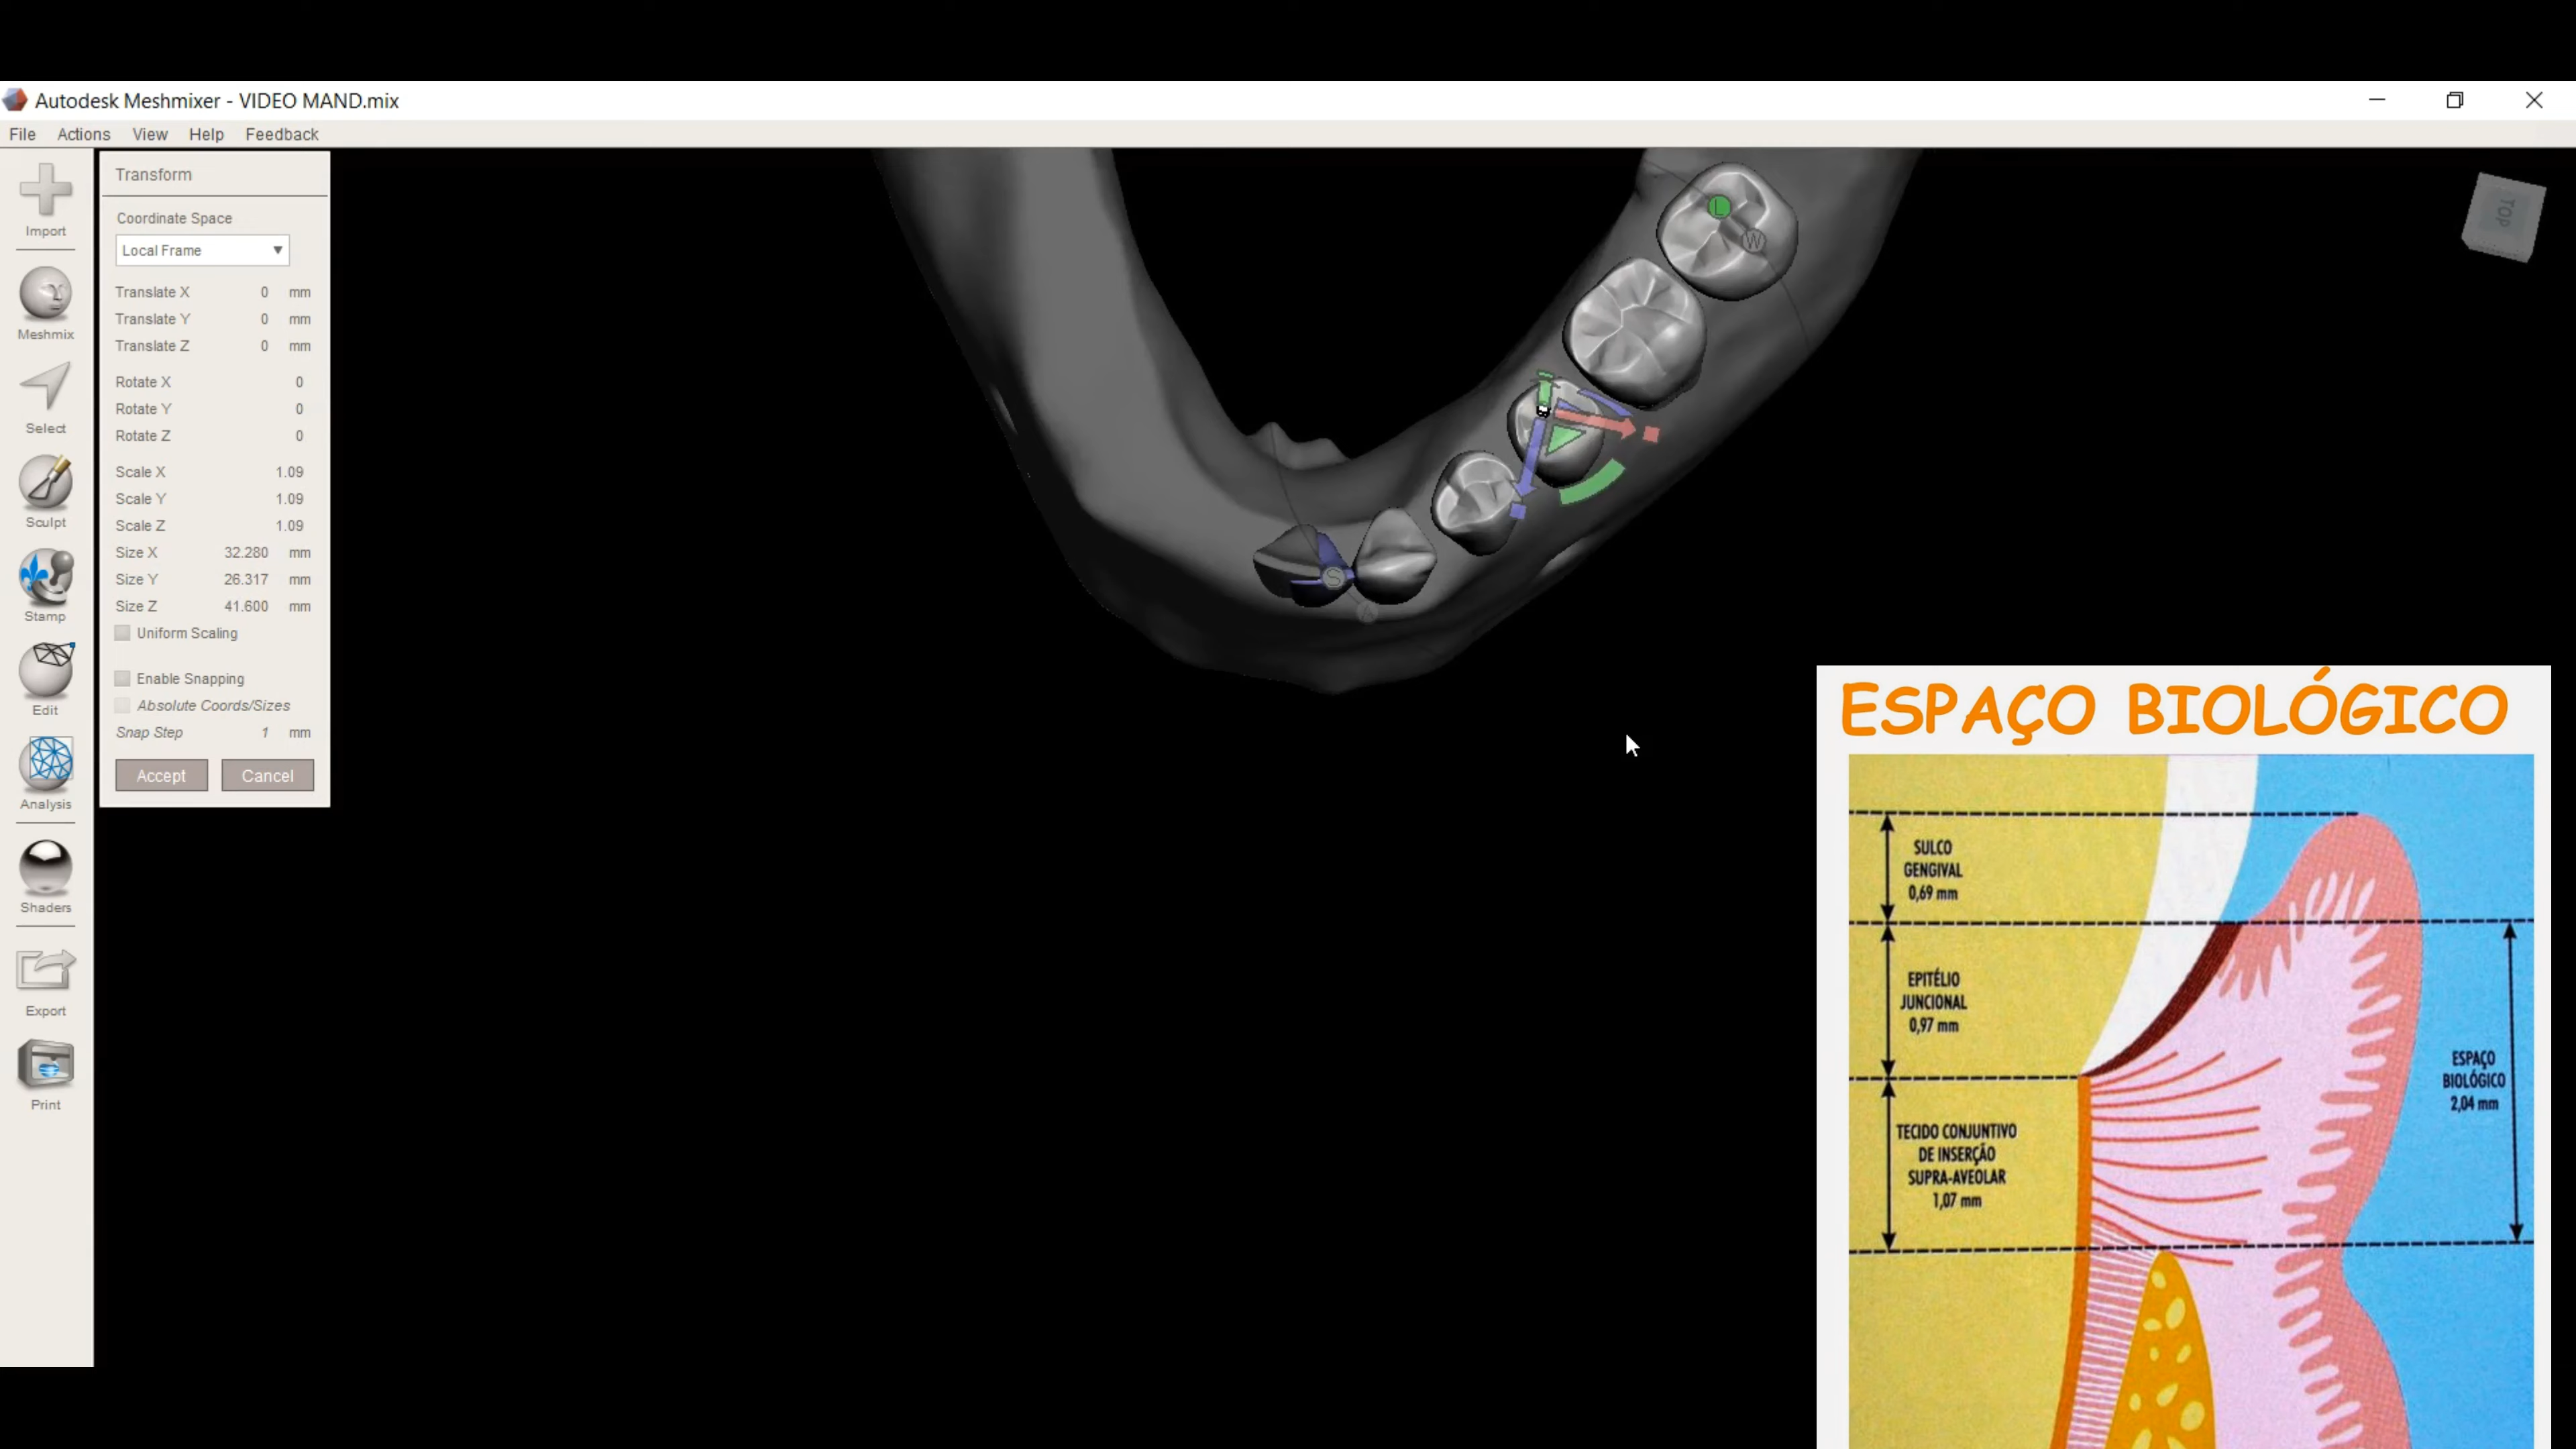 Autodesk Meshmixer - VIDEO MAND.mix
File Actions View Help Feedback
Import
Meshmix
Select
Sculpt
Stamp
Edit
Analysis
Shaders
Export
Print
Transform
Coordinate Space
Local Frame
Translate X 0 mm
Translate Y 0 mm
Translate Z 0 mm
Rotate X 0
Rotate Y 0
Rotate Z 0
Scale X 1.09
Scale Y 1.09
Scale Z 1.09
Size X 32.280 mm
Size Y 26.317 mm
Size Z 41.600 mm
Uniform Scaling
Enable Snapping
Absolute Coords/Sizes
Snap Step 1 mm
Accept Cancel
L
W
S
A
TOP
ESPAÇO BIOLÓGICO
SULCO
GENGIVAL
0,69 mm
EPITÉLIO
JUNCIONAL
0,97 mm
TECIDO CONJUNTIVO
DE INSERÇÃO
SUPRA-AVEOLAR
1,07 mm
ESPAÇO
BIOLÓGICO
2,04 mm